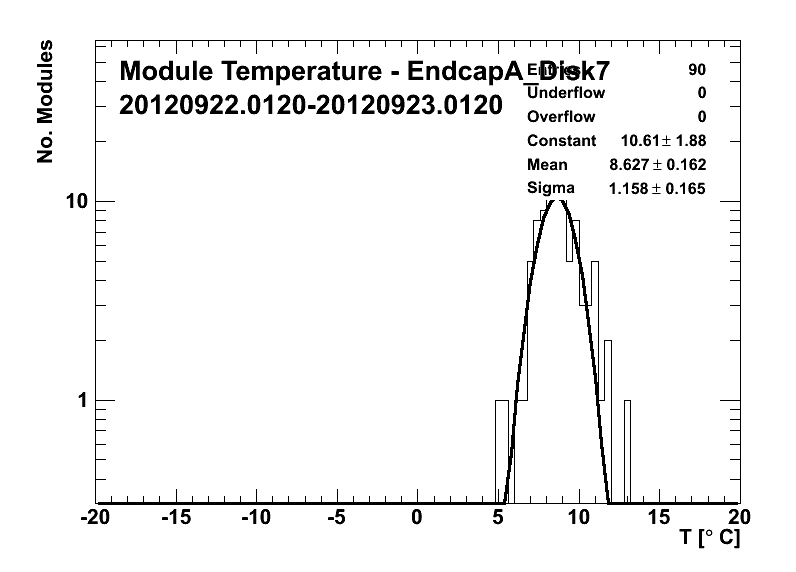 No. Modules
Module Temperature - EndcapA_Disk7
20120922.0120-20120923.0120
Entries 90
Underflow 0
Overflow 0
Constant 10.61 ± 1.88
Mean 8.627 ± 0.162
Sigma 1.158 ± 0.165
10
1
-20 -15 -10 -5 0 5 10 15 20
T [° C]